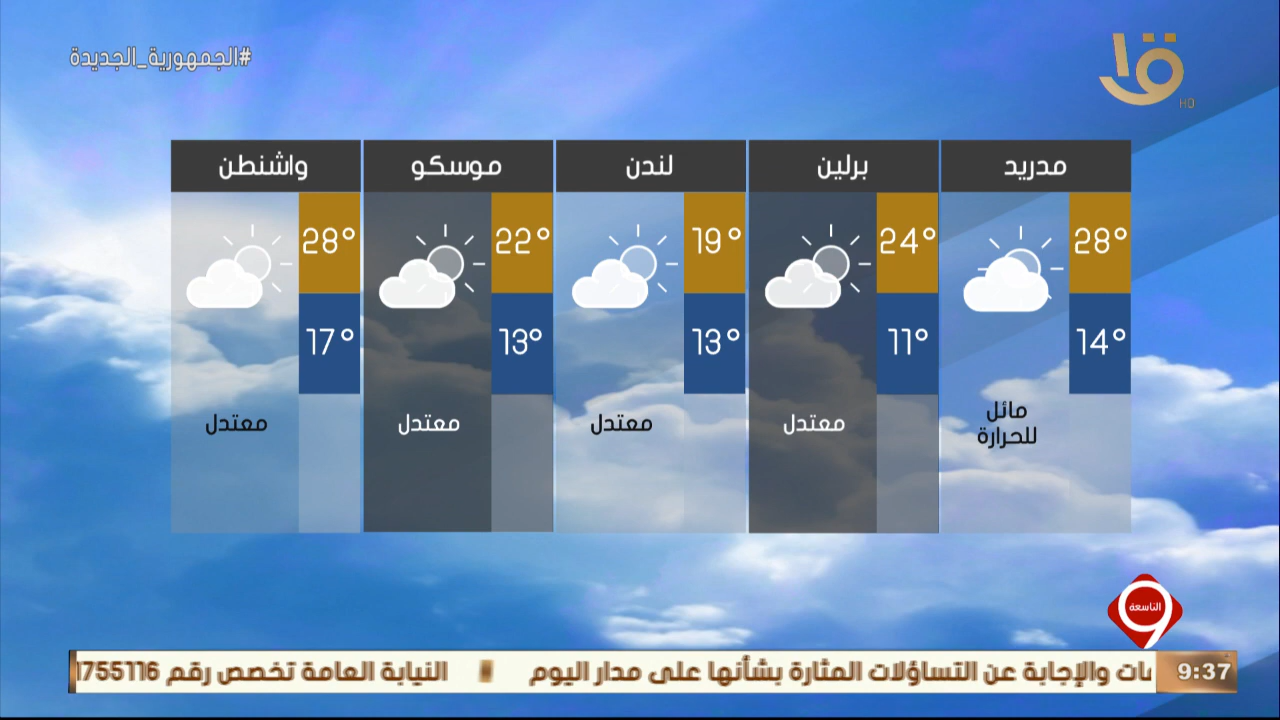 #الجمهورية_الجديدة
HD
مدريد
28°
14°
مائل
للحرارة
برلين
24°
11°
معتدل
لندن
19°
13°
معتدل
موسكو
22°
13°
معتدل
واشنطن
28°
17°
معتدل
التاسعة
9
9:37
والإجابة عن التساؤلات المثارة بشأنها على مدار اليوم
النيابة العامة تخصص رقم 1755116